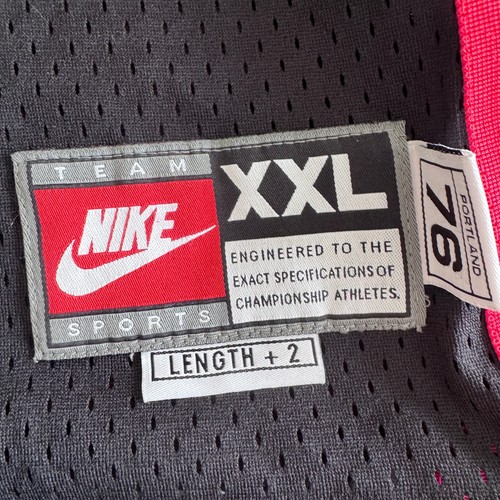 TEAM
NIKE
SPORTS
XXL
ENGINEERED TO THE
EXACT SPECIFICATIONS OF
CHAMPIONSHIP ATHLETES.
LENGTH + 2
PORTLAND
76